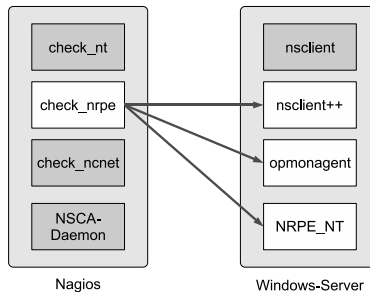 check_nt
check_nrpe
check_ncnet
NSCA-
Daemon
Nagios
nsclient
nsclient++
opmonagent
NRPE_NT
Windows-Server